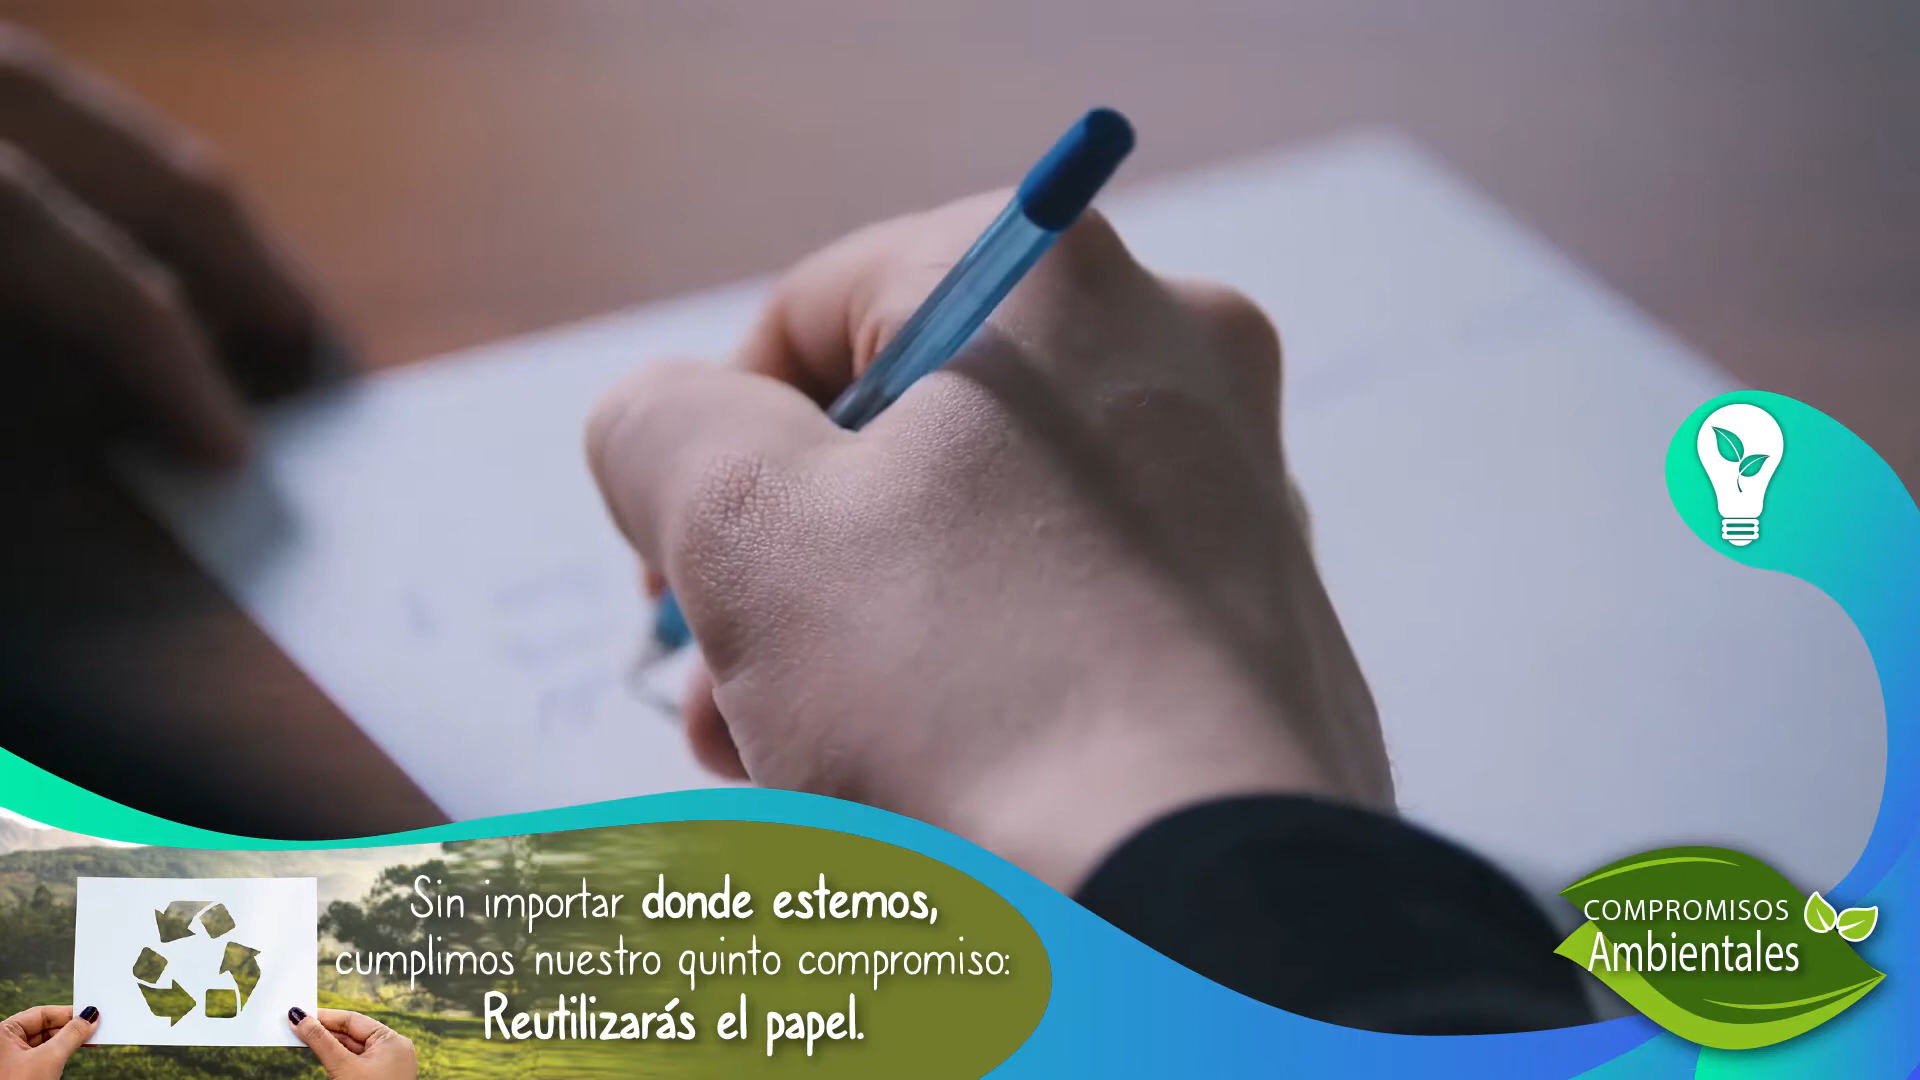 Sin importar donde estemos,
cumplimos nuestro quinto compromiso:
Reutilizarás el papel.
COMPROMISOS
Ambientales